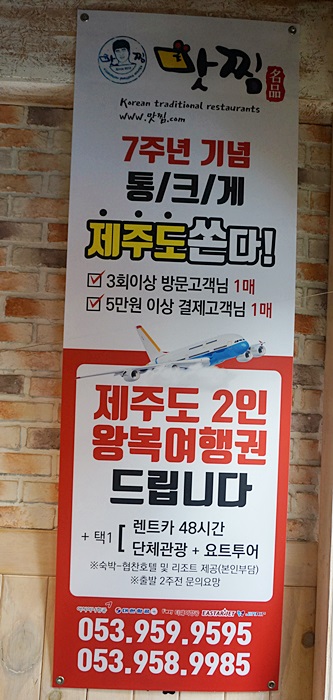 맛찜
맛찜 名品
Korean traditional restaurants
www.맛찜.com
7주년 기념
통/크/게
제주도쏜다!
3회이상 방문고객님 1매
5만원 이상 결제고객님 1매
제주도 2인
왕복여행권
드립니다
+ 택1 [ 렌트카 48시간
단체관광 + 요트투어
※숙박-협찬호텔 및 리조트 제공(본인부담)
※출발 2주전 문의요망
EASTARJET
053.959.9595
053.958.9985